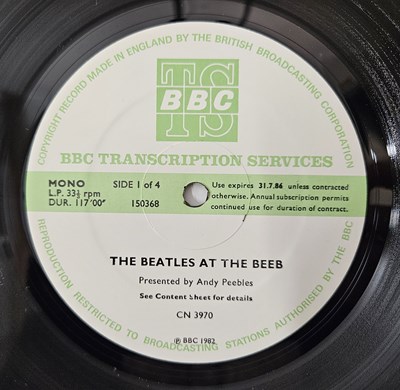 COPYRIGHT RECORD MADE IN ENGLAND BY THE BRITISH BROADCASTING CORPORATION
TS
BBC
BBC TRANSCRIPTION SERVICES
MONO
L.P. 33⅓ rpm
DUR. 117'00"
SIDE 1 of 4
150368
Use expires 31.7.86 unless contracted
otherwise. Annual subscription permits
continued use for duration of contract.
THE BEATLES AT THE BEEB
Presented by Andy Peebles
See Content Sheet for details
CN 3970
℗ BBC 1982
REPRODUCTION RESTRICTED TO BROADCASTING STATIONS AUTHORISED BY THE BBC